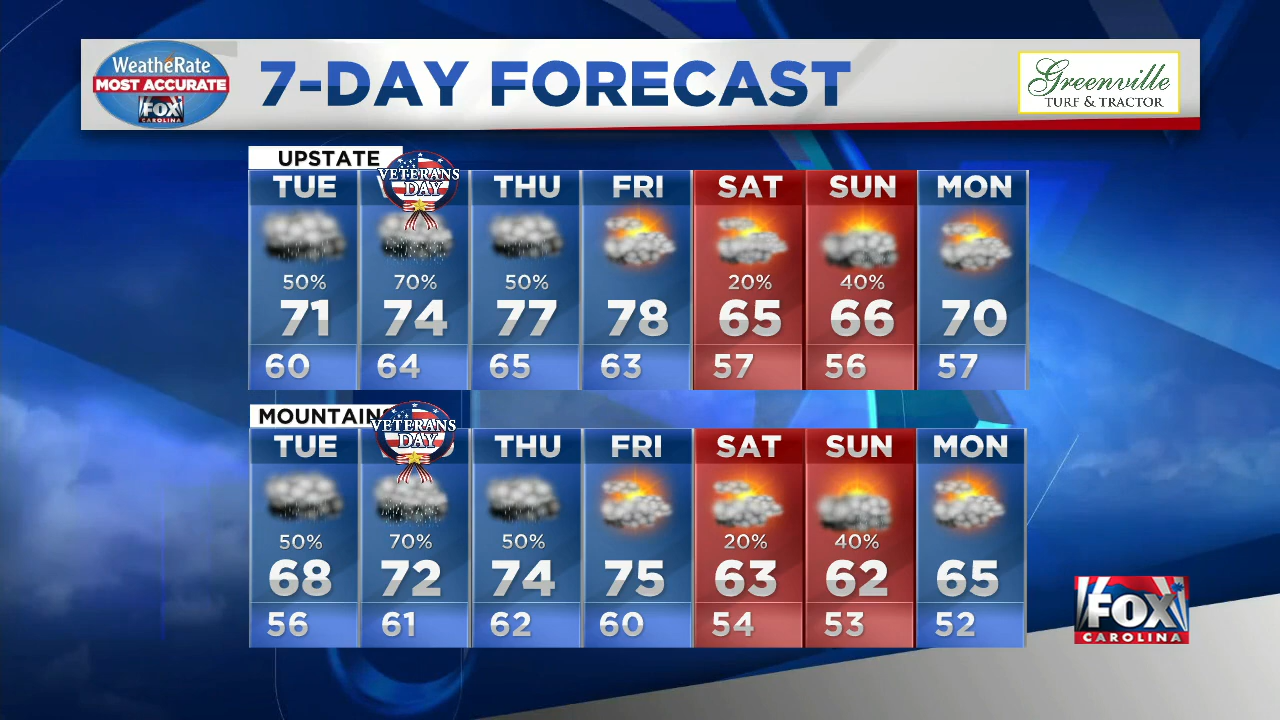 WeatheRate
MOST ACCURATE
FOX
CAROLINA
7-DAY FORECAST
Greenville
TURF & TRACTOR
UPSTATE
TUE VETERANS DAY THU FRI SAT SUN MON
50% 70% 50% 20% 40%
71 74 77 78 65 66 70
60 64 65 63 57 56 57
MOUNTAINS
TUE VETERANS DAY THU FRI SAT SUN MON
50% 70% 50% 20% 40%
68 72 74 75 63 62 65
56 61 62 60 54 53 52
FOX
CAROLINA